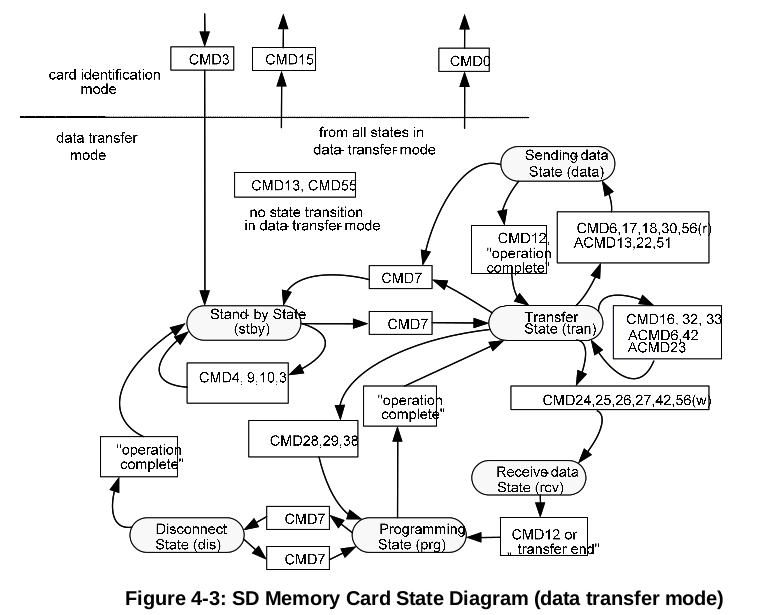 CMD3
CMD15
CMD0
card identification
mode
data transfer
mode
from all states in
data-transfer mode
Sending-data
State (data)
CMD13, CMD55
no state transition
in data-transfer mode
CMD12,
"operation
complete"
CMD6,17,18,30,56(r)
ACMD13,22,51
CMD7
Stand-by State
(stby)
CMD7
Transfer
State (tran)
CMD16, 32, 33
ACMD6,42
ACMD23
CMD4, 9,10,3
"operation
complete"
CMD24,25,26,27,42,56(w)
CMD28,29,38
"operation
complete"
Receive-data
State (rcv)
Disconnect
State (dis)
CMD7
CMD7
Programming
State (prg)
CMD12 or
„ transfer end"
Figure 4-3: SD Memory Card State Diagram (data transfer mode)